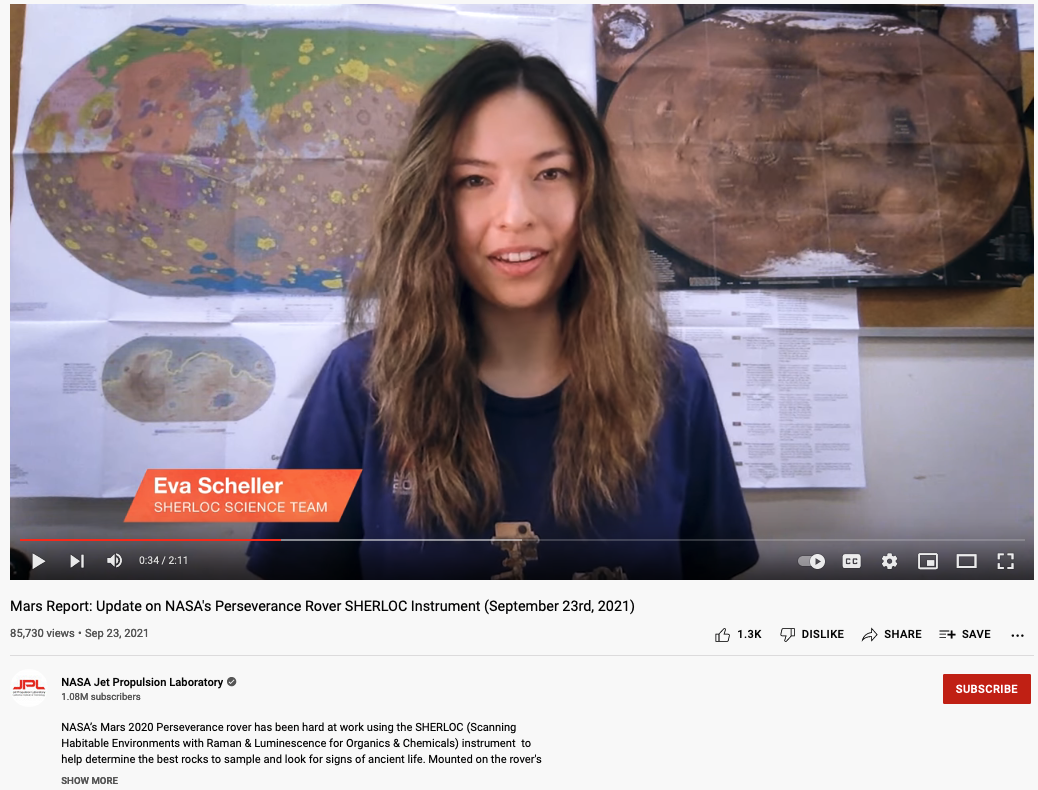 Eva Scheller
SHERLOC SCIENCE TEAM
0:34 / 2:11
CC
Mars Report: Update on NASA's Perseverance Rover SHERLOC Instrument (September 23rd, 2021)
85,730 views • Sep 23, 2021
1.3K
DISLIKE
SHARE
SAVE
JPL
NASA Jet Propulsion Laboratory
1.08M subscribers
SUBSCRIBE
NASA's Mars 2020 Perseverance rover has been hard at work using the SHERLOC (Scanning
Habitable Environments with Raman & Luminescence for Organics & Chemicals) instrument  to
help determine the best rocks to sample and look for signs of ancient life. Mounted on the rover's
SHOW MORE